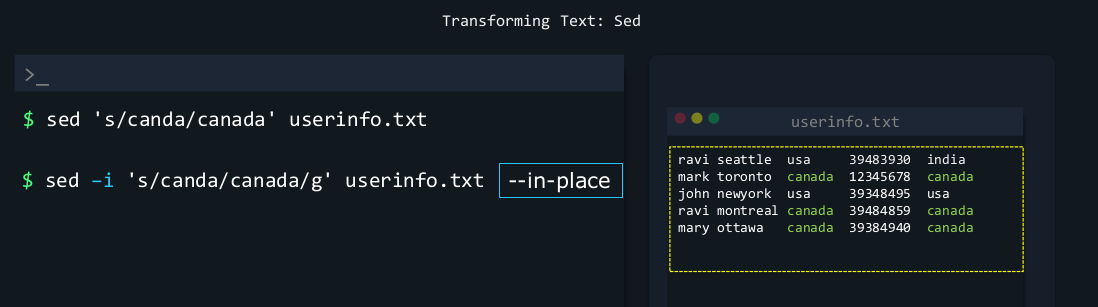 Transforming Text: Sed
>_
$ sed 's/canda/canada' userinfo.txt
$ sed –i 's/canda/canada/g' userinfo.txt --in-place
userinfo.txt
ravi seattle usa 39483930 india
mark toronto canada 12345678 canada
john newyork usa 39348495 usa
ravi montreal canada 39484859 canada
mary ottawa canada 39384940 canada